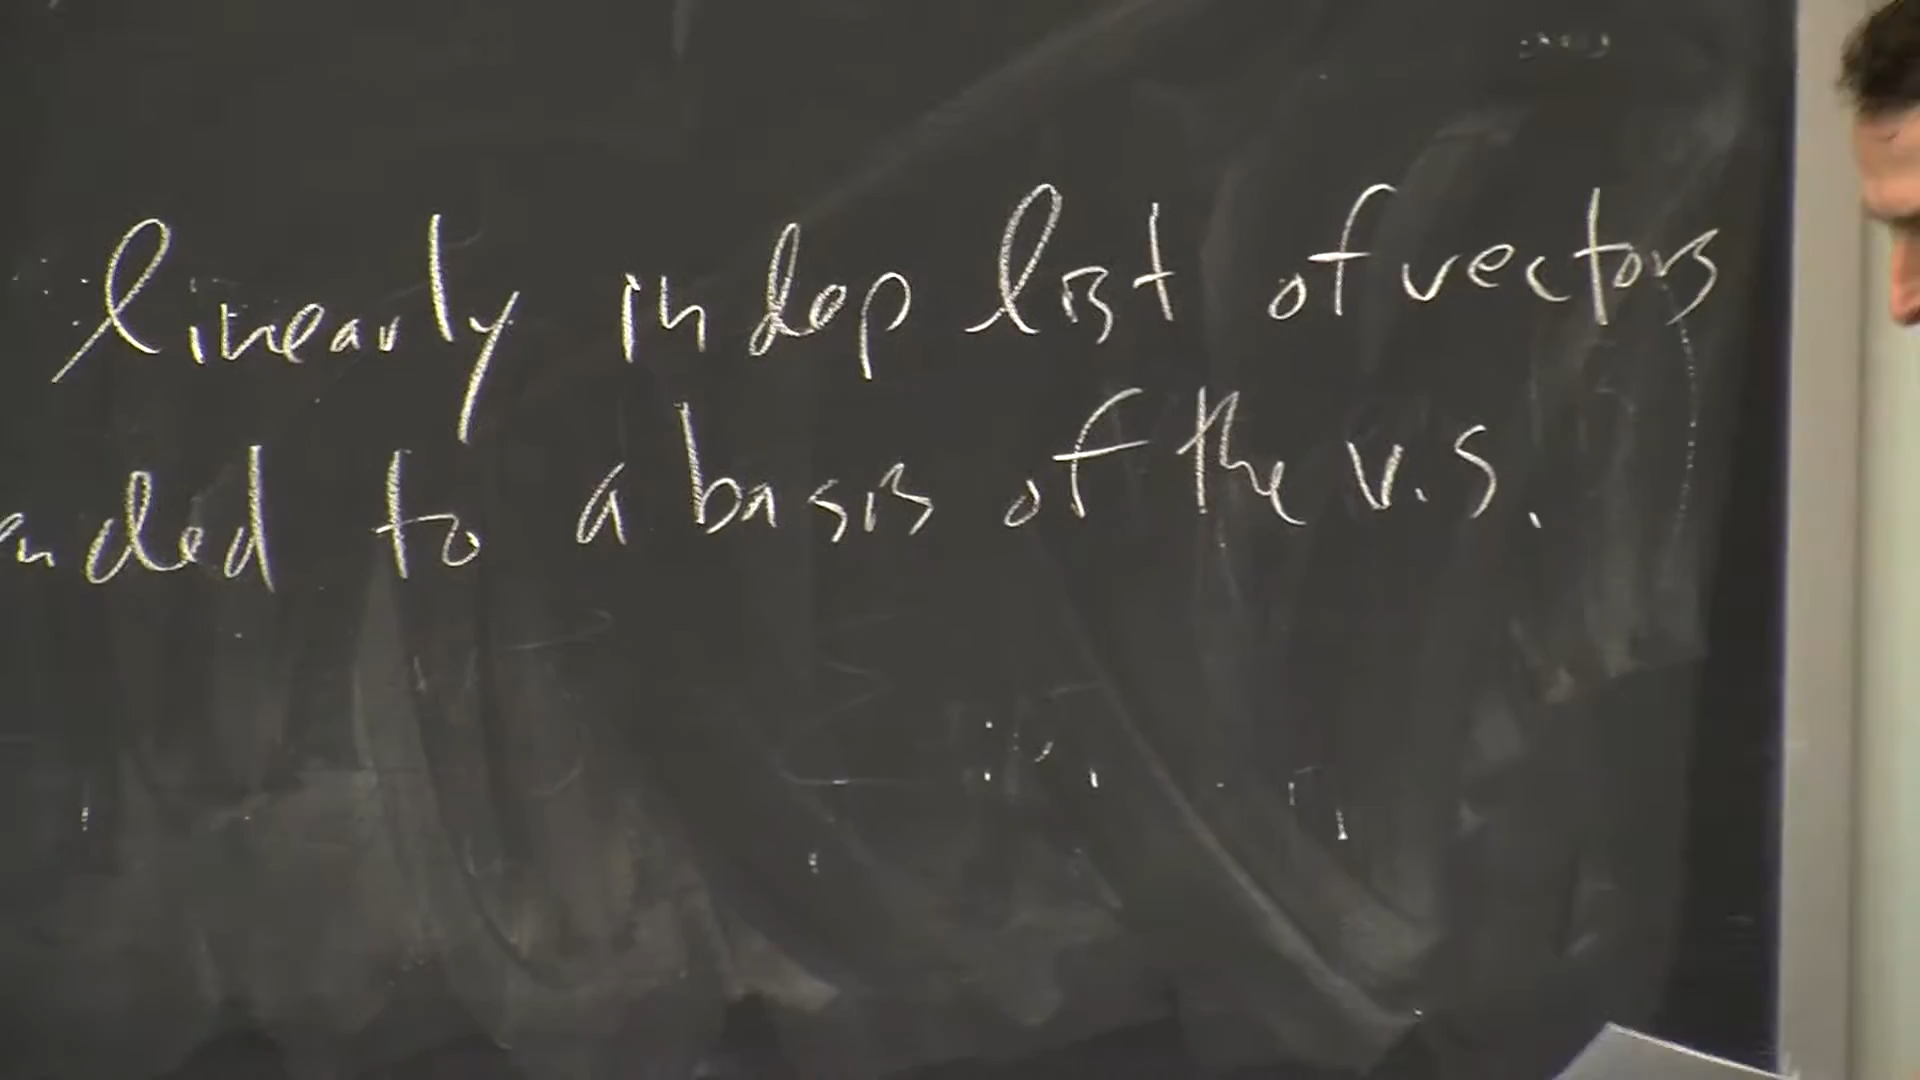 linearly indep list of vectors
nded to a basis of the v.s.